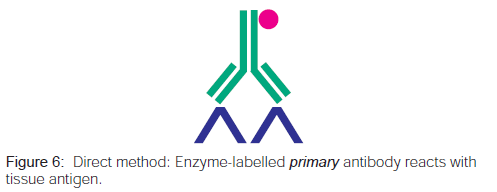 Figure 6:  Direct method: Enzyme-labelled primary antibody reacts with
tissue antigen.